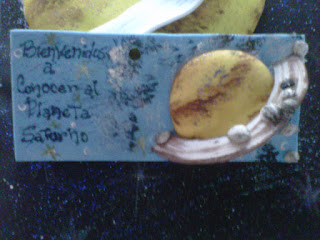 Bienvenidos
a
Conocer al
Planeta
Saturno